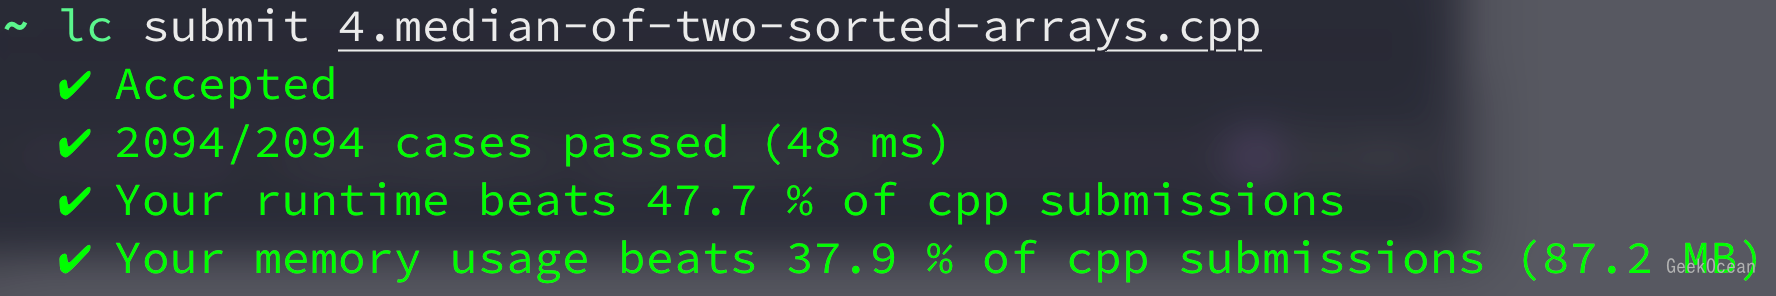 ~ lc submit 4.median-of-two-sorted-arrays.cpp
✔ Accepted
✔ 2094/2094 cases passed (48 ms)
✔ Your runtime beats 47.7 % of cpp submissions
✔ Your memory usage beats 37.9 % of cpp submissions (87.2 MB)
GeekOcean